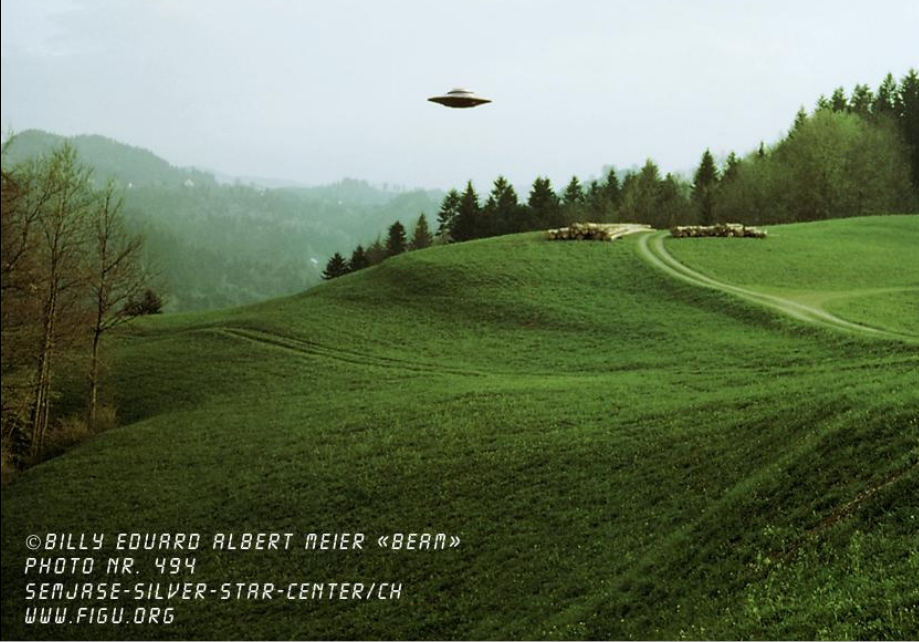 ©BILLY EDUARD ALBERT MEIER «BEAM»
PHOTO NR. 494
SEMJASE-SILVER-STAR-CENTER/CH
WWW.FIGU.ORG